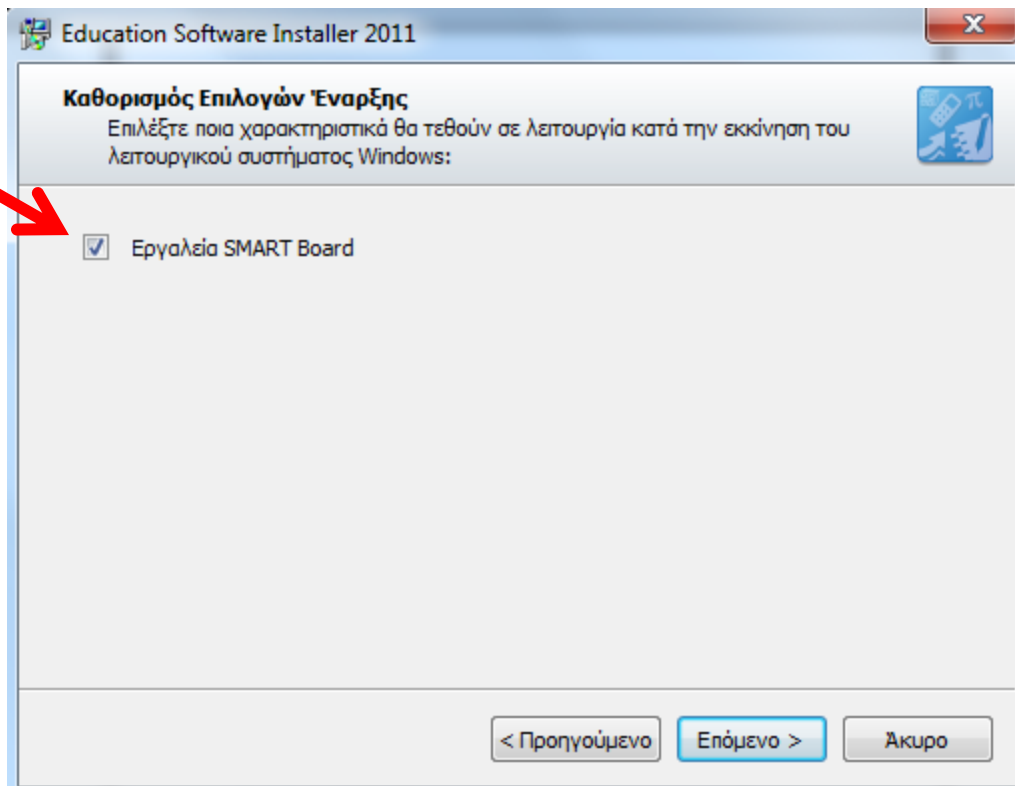 Education Software Installer 2011
Καθορισμός Επιλογών Έναρξης
Επιλέξτε ποια χαρακτηριστικά θα τεθούν σε λειτουργία κατά την εκκίνηση του
λειτουργικού συστήματος Windows:
Εργαλεία SMART Board
< Προηγούμενο Επόμενο > Άκυρο